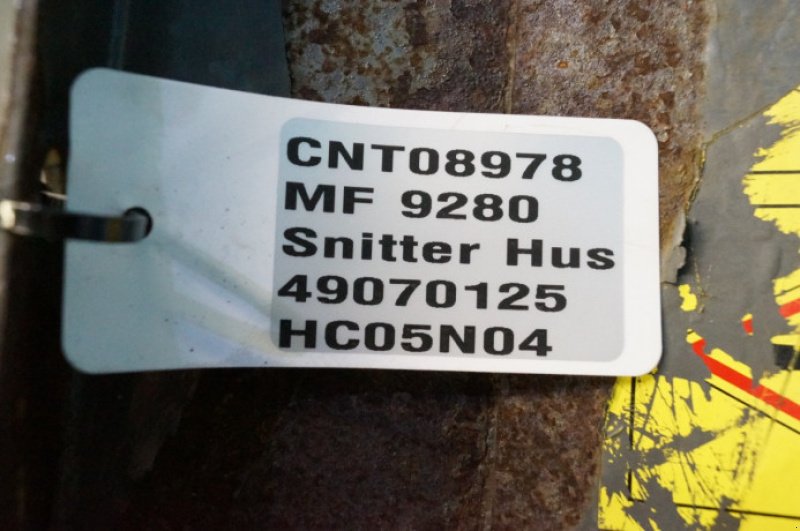 CNT08978
MF 9280
Snitter Hus
49070125
HC05N04